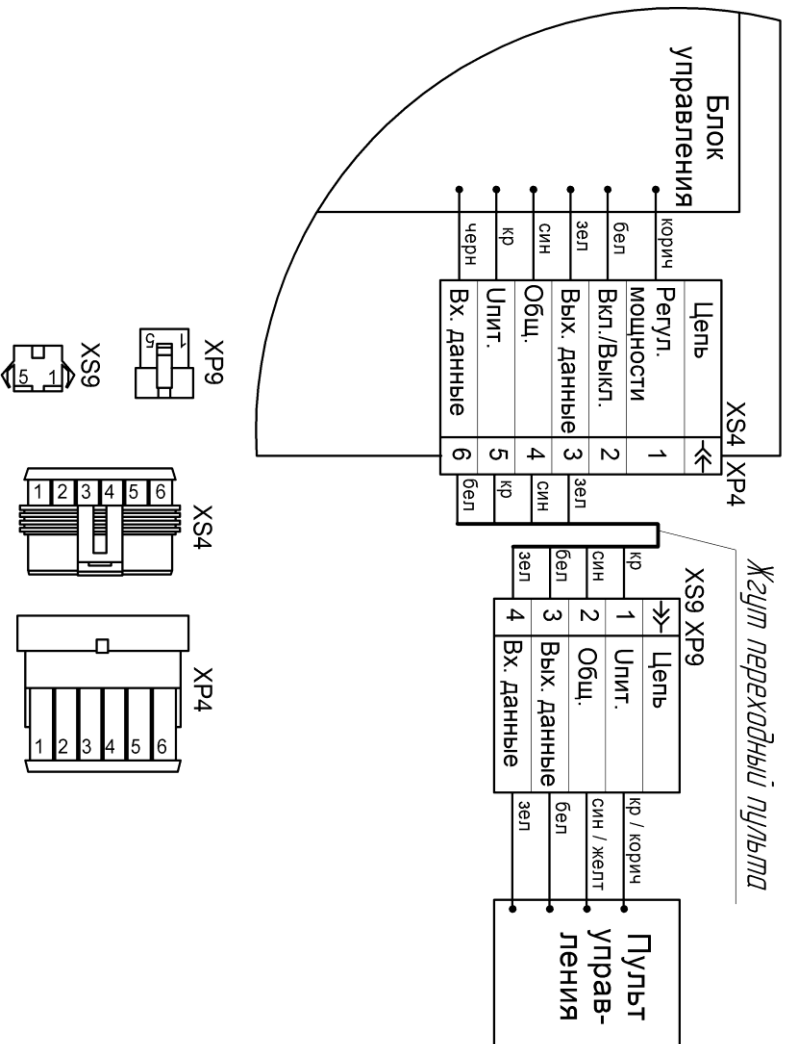 Блок
управления
корич
бел
зел
син
кр
черн
Цепь
Регул.
мощности
Вкл./Выкл.
Вых. данные
Общ.
Uпит.
Вх. данные
1
2
3
4
5
6
XS4 XP4
зел
син
кр
бел
Жгут переходный пульта
кр
син
бел
зел
XS9 XP9
1
2
3
4
Цепь
Uпит.
Общ.
Вых. данные
Вх. данные
кр / корич
син / желт
бел
зел
Пульт
управ-
ления
XP9
1
5
XS9
5 1
XS4
1 2 3 4 5 6
XP4
1 2 3 4 5 6